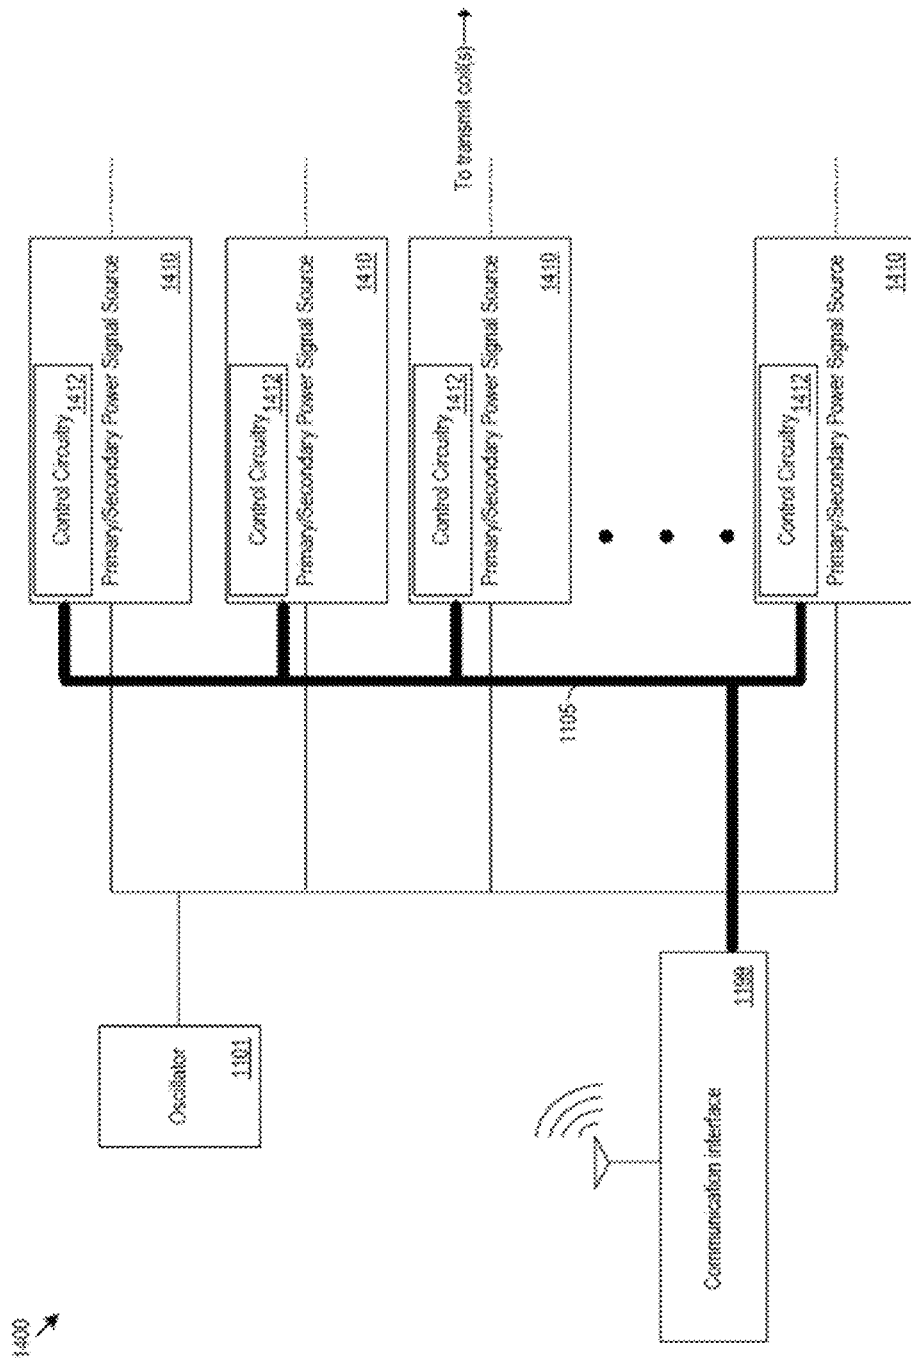 1400
Oscillator
1101
Communication interface
1199
1105
Control Circuitry
1412
Primary/Secondary Power Signal Source
1410
Control Circuitry
1412
Primary/Secondary Power Signal Source
1410
Control Circuitry
1412
Primary/Secondary Power Signal Source
1410
Control Circuitry
1412
Primary/Secondary Power Signal Source
1410
To transmit coil(s)